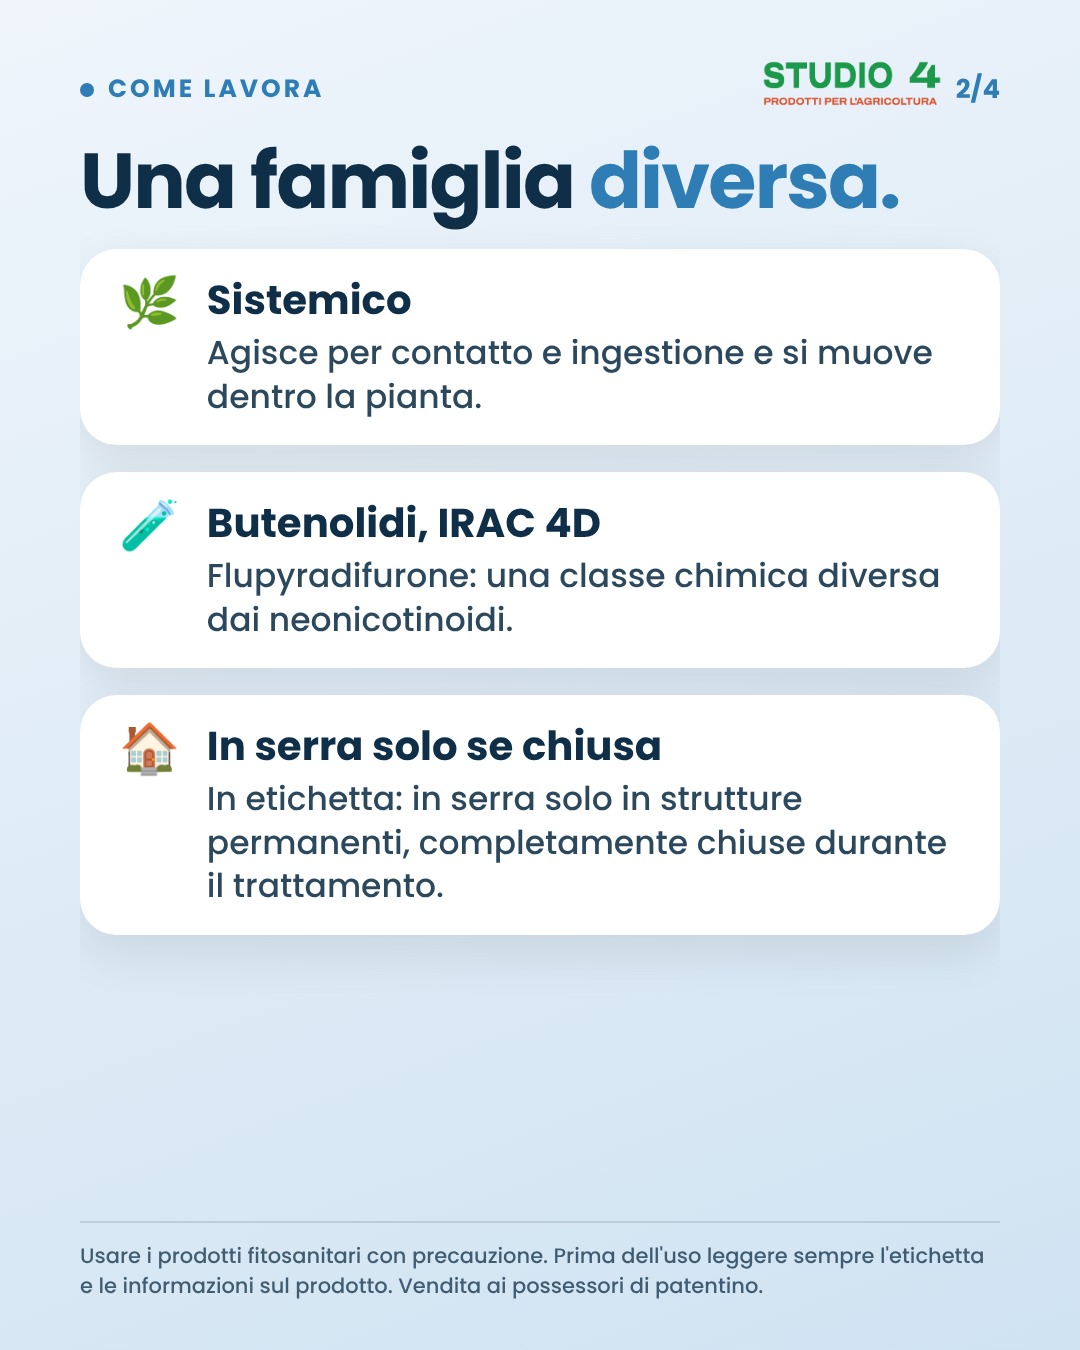 COME LAVORA
STUDIO 4
PRODOTTI PER L'AGRICOLTURA
2/4
Una famiglia diversa.
Sistemico
Agisce per contatto e ingestione e si muove
dentro la pianta.
Butenolidi, IRAC 4D
Flupyradifurone: una classe chimica diversa
dai neonicotinoidi.
In serra solo se chiusa
In etichetta: in serra solo in strutture
permanenti, completamente chiuse durante
il trattamento.
Usare i prodotti fitosanitari con precauzione. Prima dell'uso leggere sempre l'etichetta
e le informazioni sul prodotto. Vendita ai possessori di patentino.